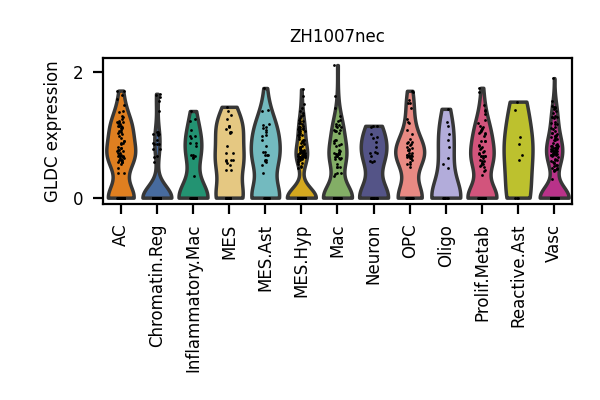 ZH1007nec
GLDC expression
2
0
AC
Chromatin.Reg
Inflammatory.Mac
MES
MES.Ast
MES.Hyp
Mac
Neuron
OPC
Oligo
Prolif.Metab
Reactive.Ast
Vasc